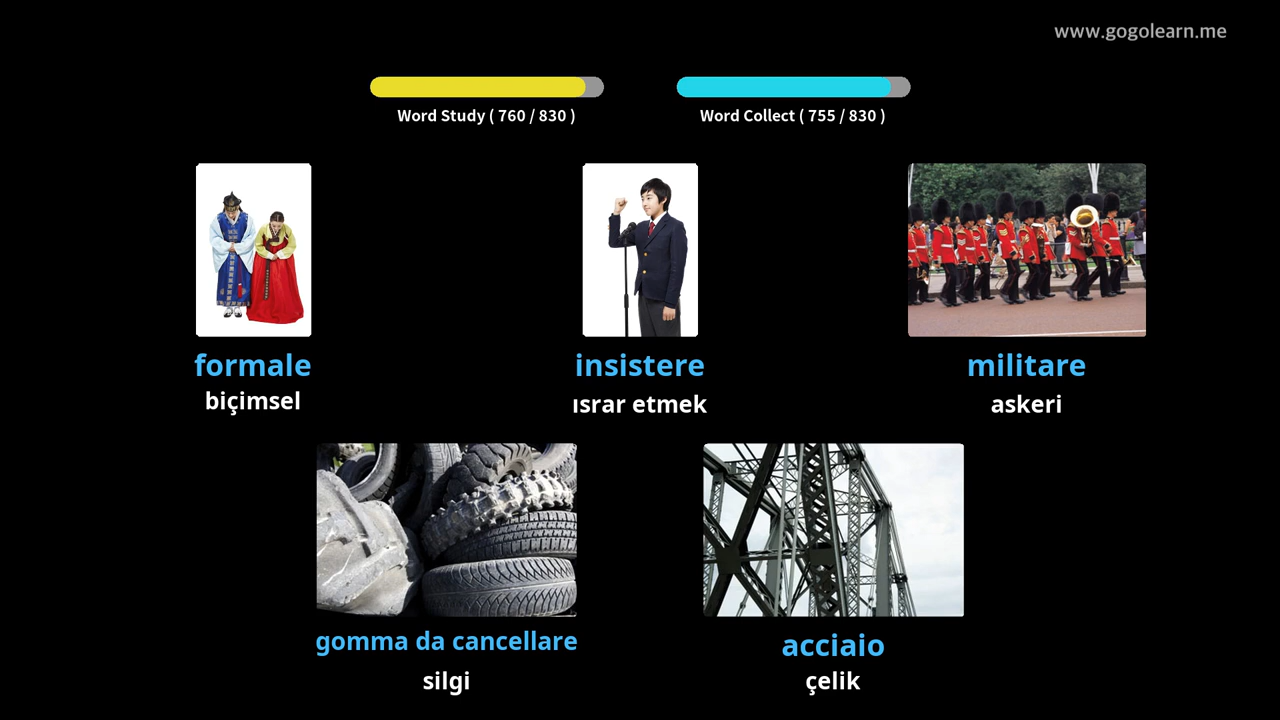 www.gogolearn.me
Word Study ( 760 / 830 )
Word Collect ( 755 / 830 )
formale
biçimsel
insistere
ısrar etmek
militare
askeri
gomma da cancellare
silgi
acciaio
çelik